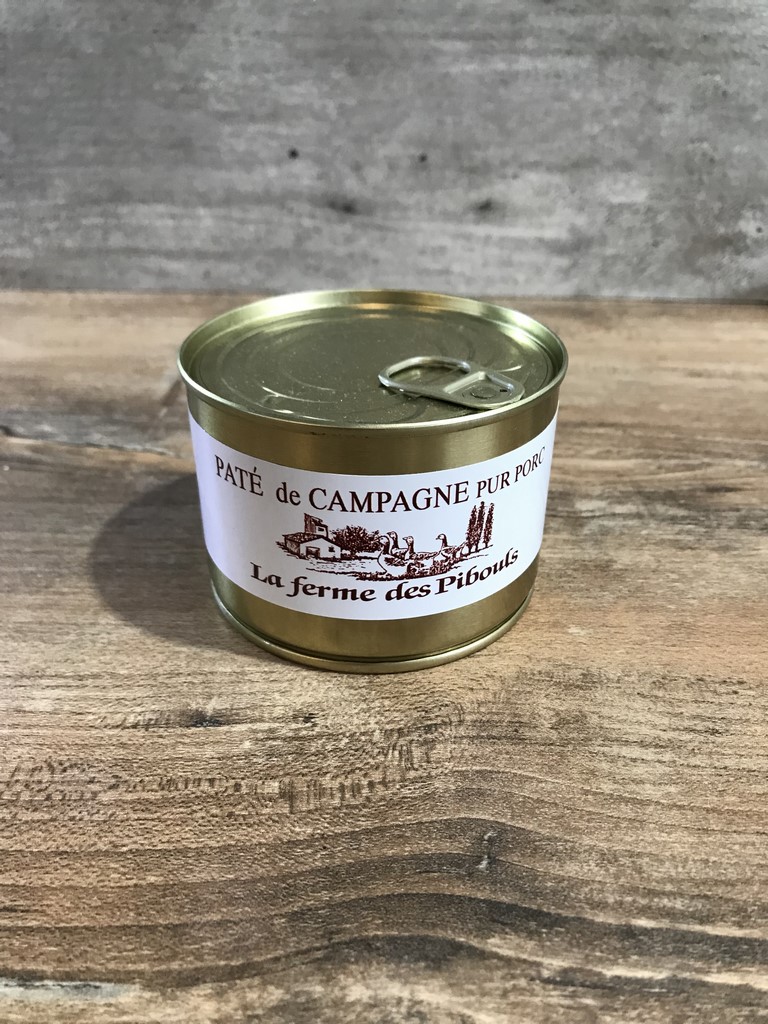 PATÉ de CAMPAGNE PUR PORC
La ferme des Pibouls